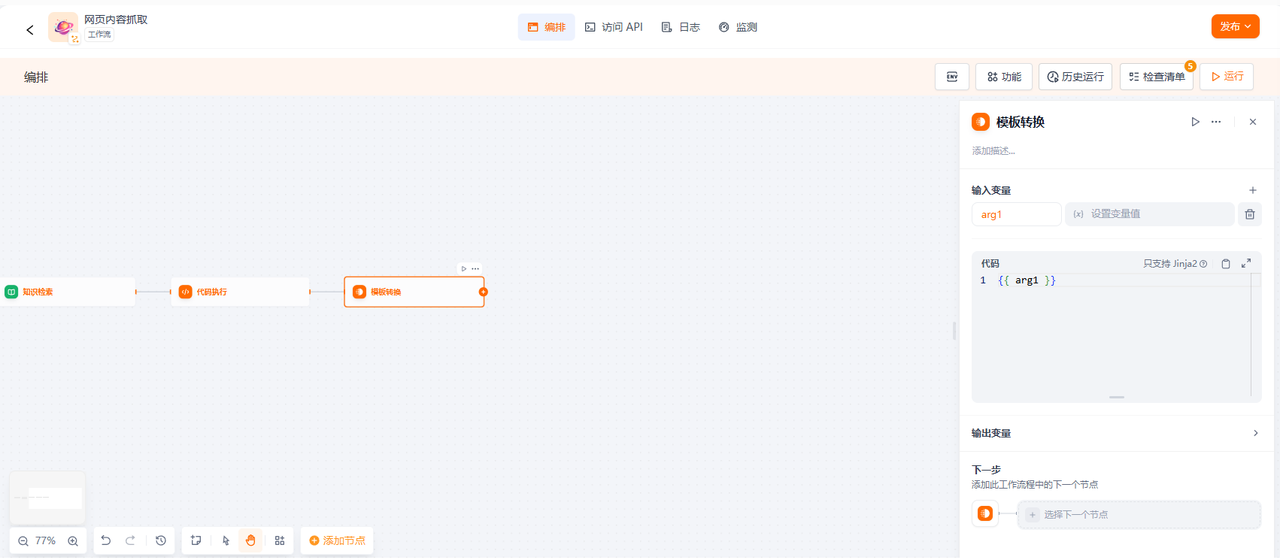 网页内容抓取
工作流
编排
访问 API
日志
监测
发布
编排
ENV
功能
历史运行
检查清单
5
运行
模板转换
添加描述...
输入变量
arg1
{x} 设置变量值
代码
只支持 Jinja2
1 {{ arg1 }}
知识检索
代码执行
模板转换
输出变量
下一步
添加此工作流程中的下一个节点
选择下一个节点
77%
添加节点